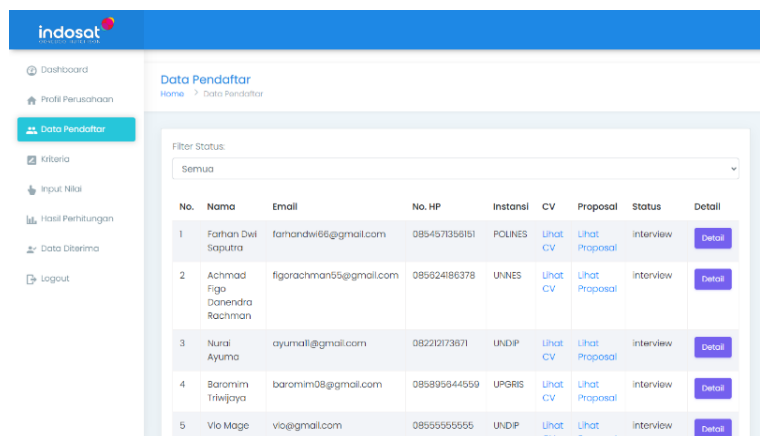 indosat
Dashboard
Profil Perusahaan
Data Pendaftar
Kriteria
Input Nilai
Hasil Perhitungan
Data Diterima
Logout
Data Pendaftar
Home > Data Pendaftar
Filter Status:
Semua
No. Nama Email No. HP Instansi CV Proposal Status Detail
1 Farhan Dwi farhandwi66@gmail.com 0854571356151 POLINES Lihat Lihat interview Detail
Saputra CV Proposal
2 Achmad figorachman55@gmail.com 085624186378 UNNES Lihat Lihat interview Detail
Figo CV Proposal
Danendra
Rachman
3 Nurai ayumall@gmail.com 082212173671 UNDIP Lihat Lihat interview Detail
Ayuma CV Proposal
4 Baromim baromim08@gmail.com 085895644559 UPGRIS Lihat Lihat interview Detail
Triwijaya CV Proposal
5 Vio Mage vio@gmail.com 08555555555 UNDIP Lihat Lihat interview Detail